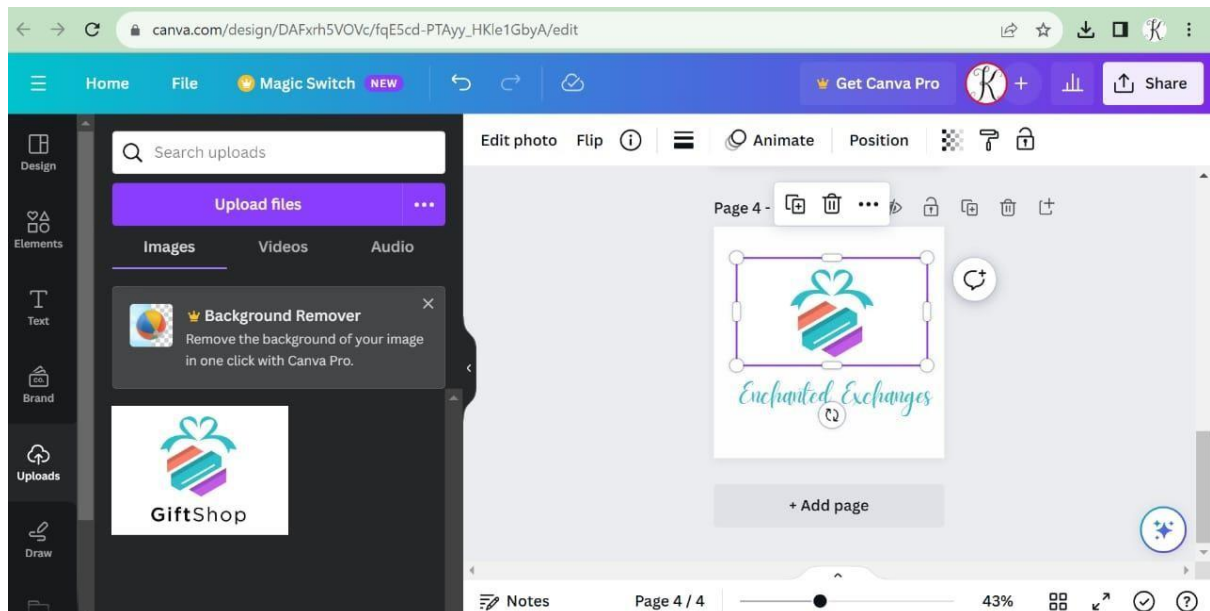 canva.com/design/DAFxrh5VOVc/fqE5cd-PTAyy_HKle1GbyA/edit
Home File Magic Switch NEW Get Canva Pro K + Share
Design
Elements
Text
Brand
CO.
Uploads
Draw
Search uploads
Upload files
Images Videos Audio
Background Remover
Remove the background of your image
in one click with Canva Pro.
GiftShop
Edit photo Flip Animate Position
Page 4 -
Enchanted Exchanges
+ Add page
Notes Page 4 / 4 43%